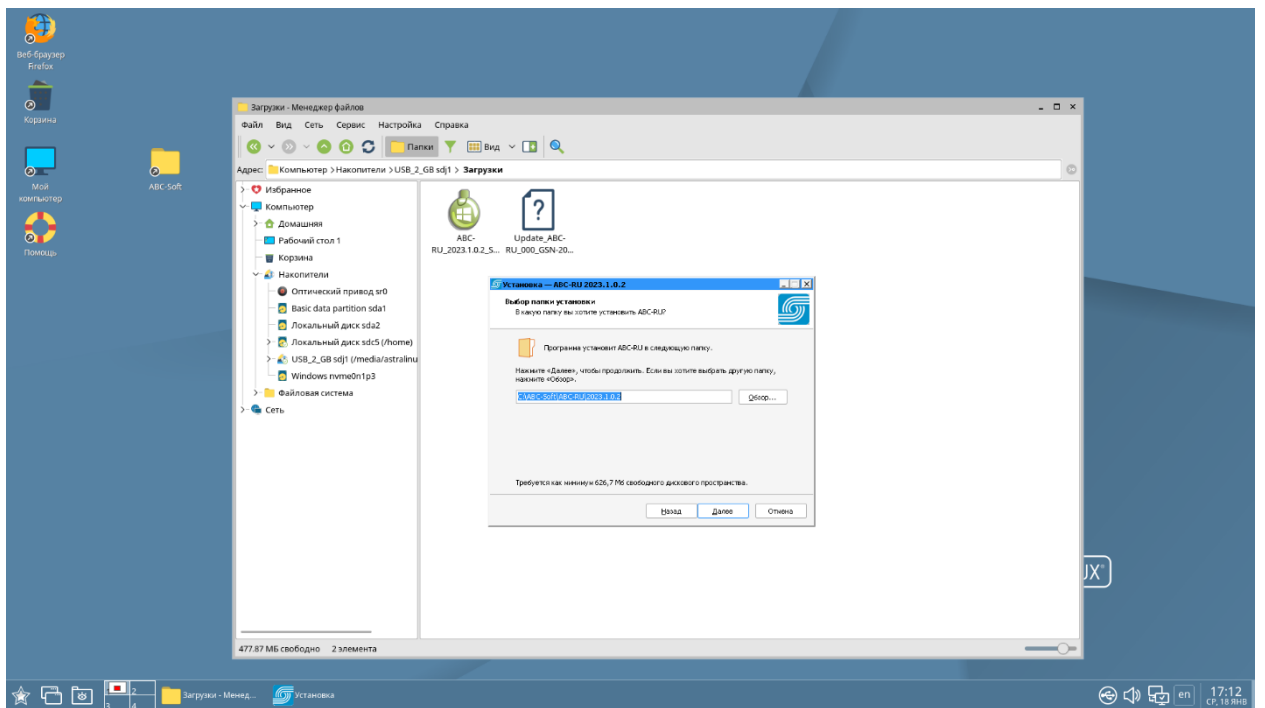 Веб-браузер
Firefox
Корзина
Мой
компьютер
ABC-Soft
Помощь
Загрузки - Менеджер файлов
Файл Вид Сеть Сервис Настройка Справка
Папки Вид
Адрес: Компьютер > Накопители > USB_2_GB sdj1 > Загрузки
Избранное
Компьютер
Домашняя
Рабочий стол 1
Корзина
Накопители
Оптический привод sr0
Basic data partition sda1
Локальный диск sda2
Локальный диск sdc5 (/home)
USB_2_GB sdj1 (/media/astralinu
Windows nvme0n1p3
Файловая система
Сеть
ABC-
RU_2023.1.0.2_S...
Update_ABC-
RU_000_GSN-20...
Установка — ABC-RU 2023.1.0.2
Выбор папки установки
В какую папку вы хотите установить ABC-RU?
Программа установит ABC-RU в следующую папку.
Нажмите «Далее», чтобы продолжить. Если вы хотите выбрать другую папку,
нажмите «Обзор».
C:\ABC-Soft\ABC-RU\2023.1.0.2
Обзор...
Требуется как минимум 626,7 Мб свободного дискового пространства.
Назад Далее Отмена
UX
477.87 МБ свободно 2 элемента
2
3 4
Загрузки - Менед...
Установка
en
17:12
СР, 18 ЯНВ